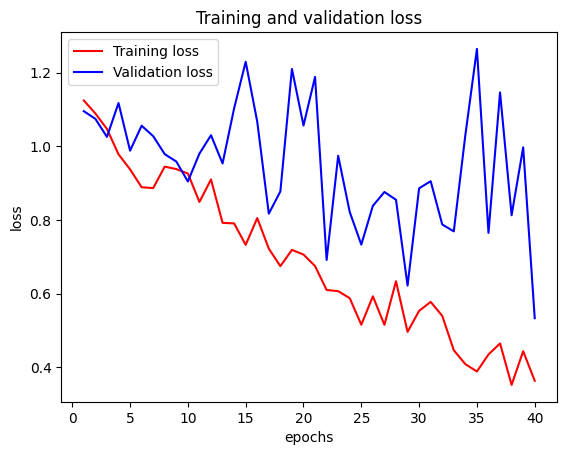 Training and validation loss
Training loss
Validation loss
1.2
1.0
0.8
0.6
0.4
loss
0 5 10 15 20 25 30 35 40
epochs